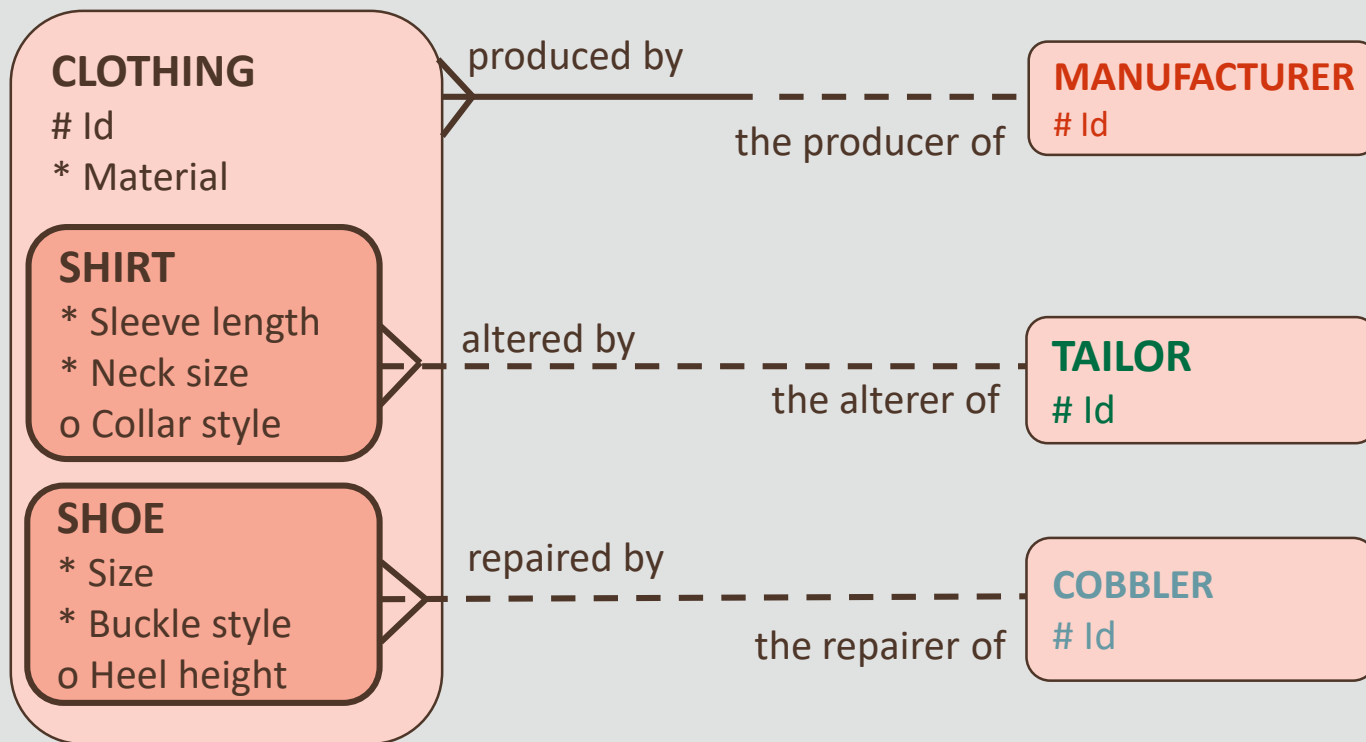 CLOTHING
# Id
* Material
SHIRT
* Sleeve length
* Neck size
o Collar style
SHOE
* Size
* Buckle style
o Heel height
produced by
the producer of
altered by
the alterer of
repaired by
the repairer of
MANUFACTURER
# Id
TAILOR
# Id
COBBLER
# Id